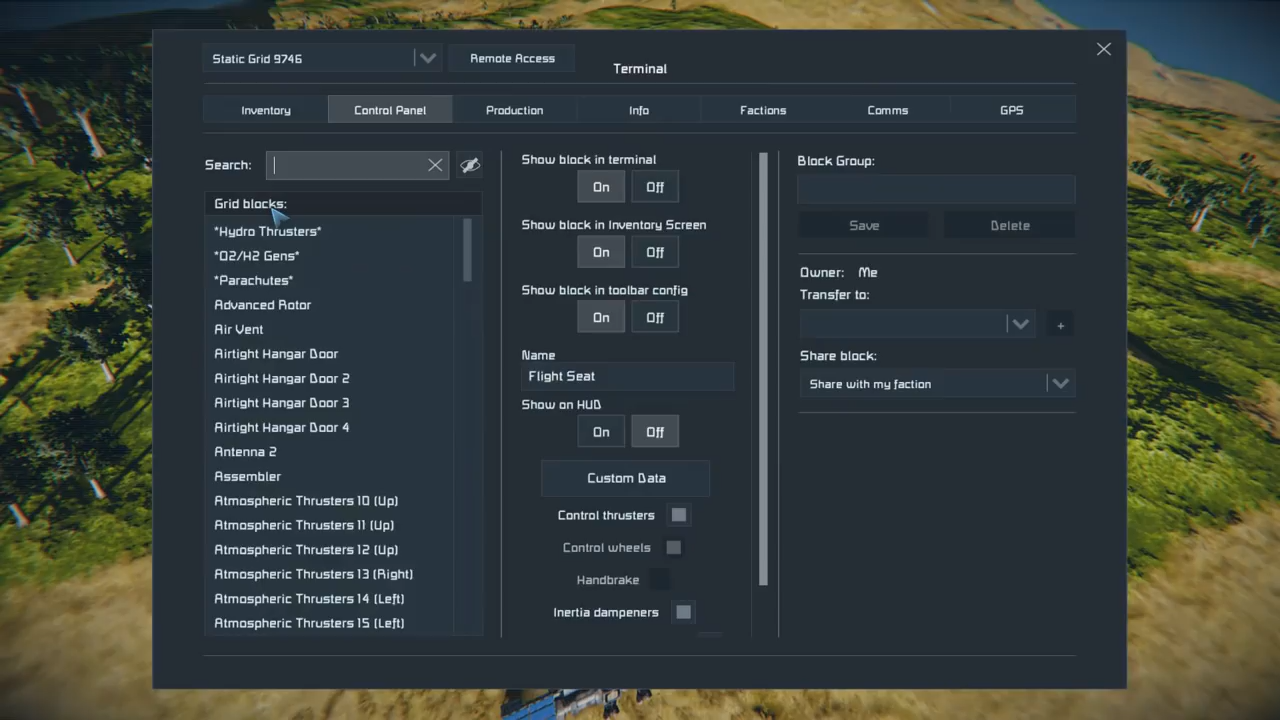 Static Grid 9746
Remote Access
Terminal
Inventory
Control Panel
Production
Info
Factions
Comms
GPS
Search:
Grid blocks:
*Hydro Thrusters*
*O2/H2 Gens*
*Parachutes*
Advanced Rotor
Air Vent
Airtight Hangar Door
Airtight Hangar Door 2
Airtight Hangar Door 3
Airtight Hangar Door 4
Antenna 2
Assembler
Atmospheric Thrusters 10 (Up)
Atmospheric Thrusters 11 (Up)
Atmospheric Thrusters 12 (Up)
Atmospheric Thrusters 13 (Right)
Atmospheric Thrusters 14 (Left)
Atmospheric Thrusters 15 (Left)
Show block in terminal
On Off
Show block in Inventory Screen
On Off
Show block in toolbar config
On Off
Name
Flight Seat
Show on HUD
On Off
Custom Data
Control thrusters
Control wheels
Handbrake
Inertia dampeners
Block Group:
Save
Delete
Owner: Me
Transfer to:
+
Share block:
Share with my faction